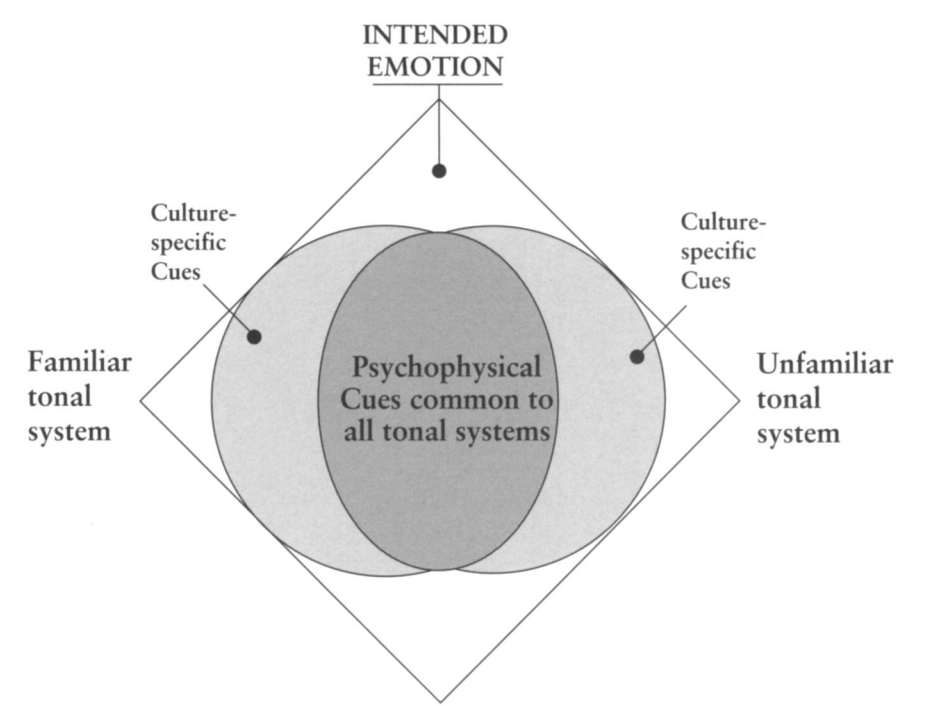 INTENDED
EMOTION
Culture-
specific
Cues
Culture-
specific
Cues
Familiar
tonal
system
Psychophysical
Cues common to
all tonal systems
Unfamiliar
tonal
system